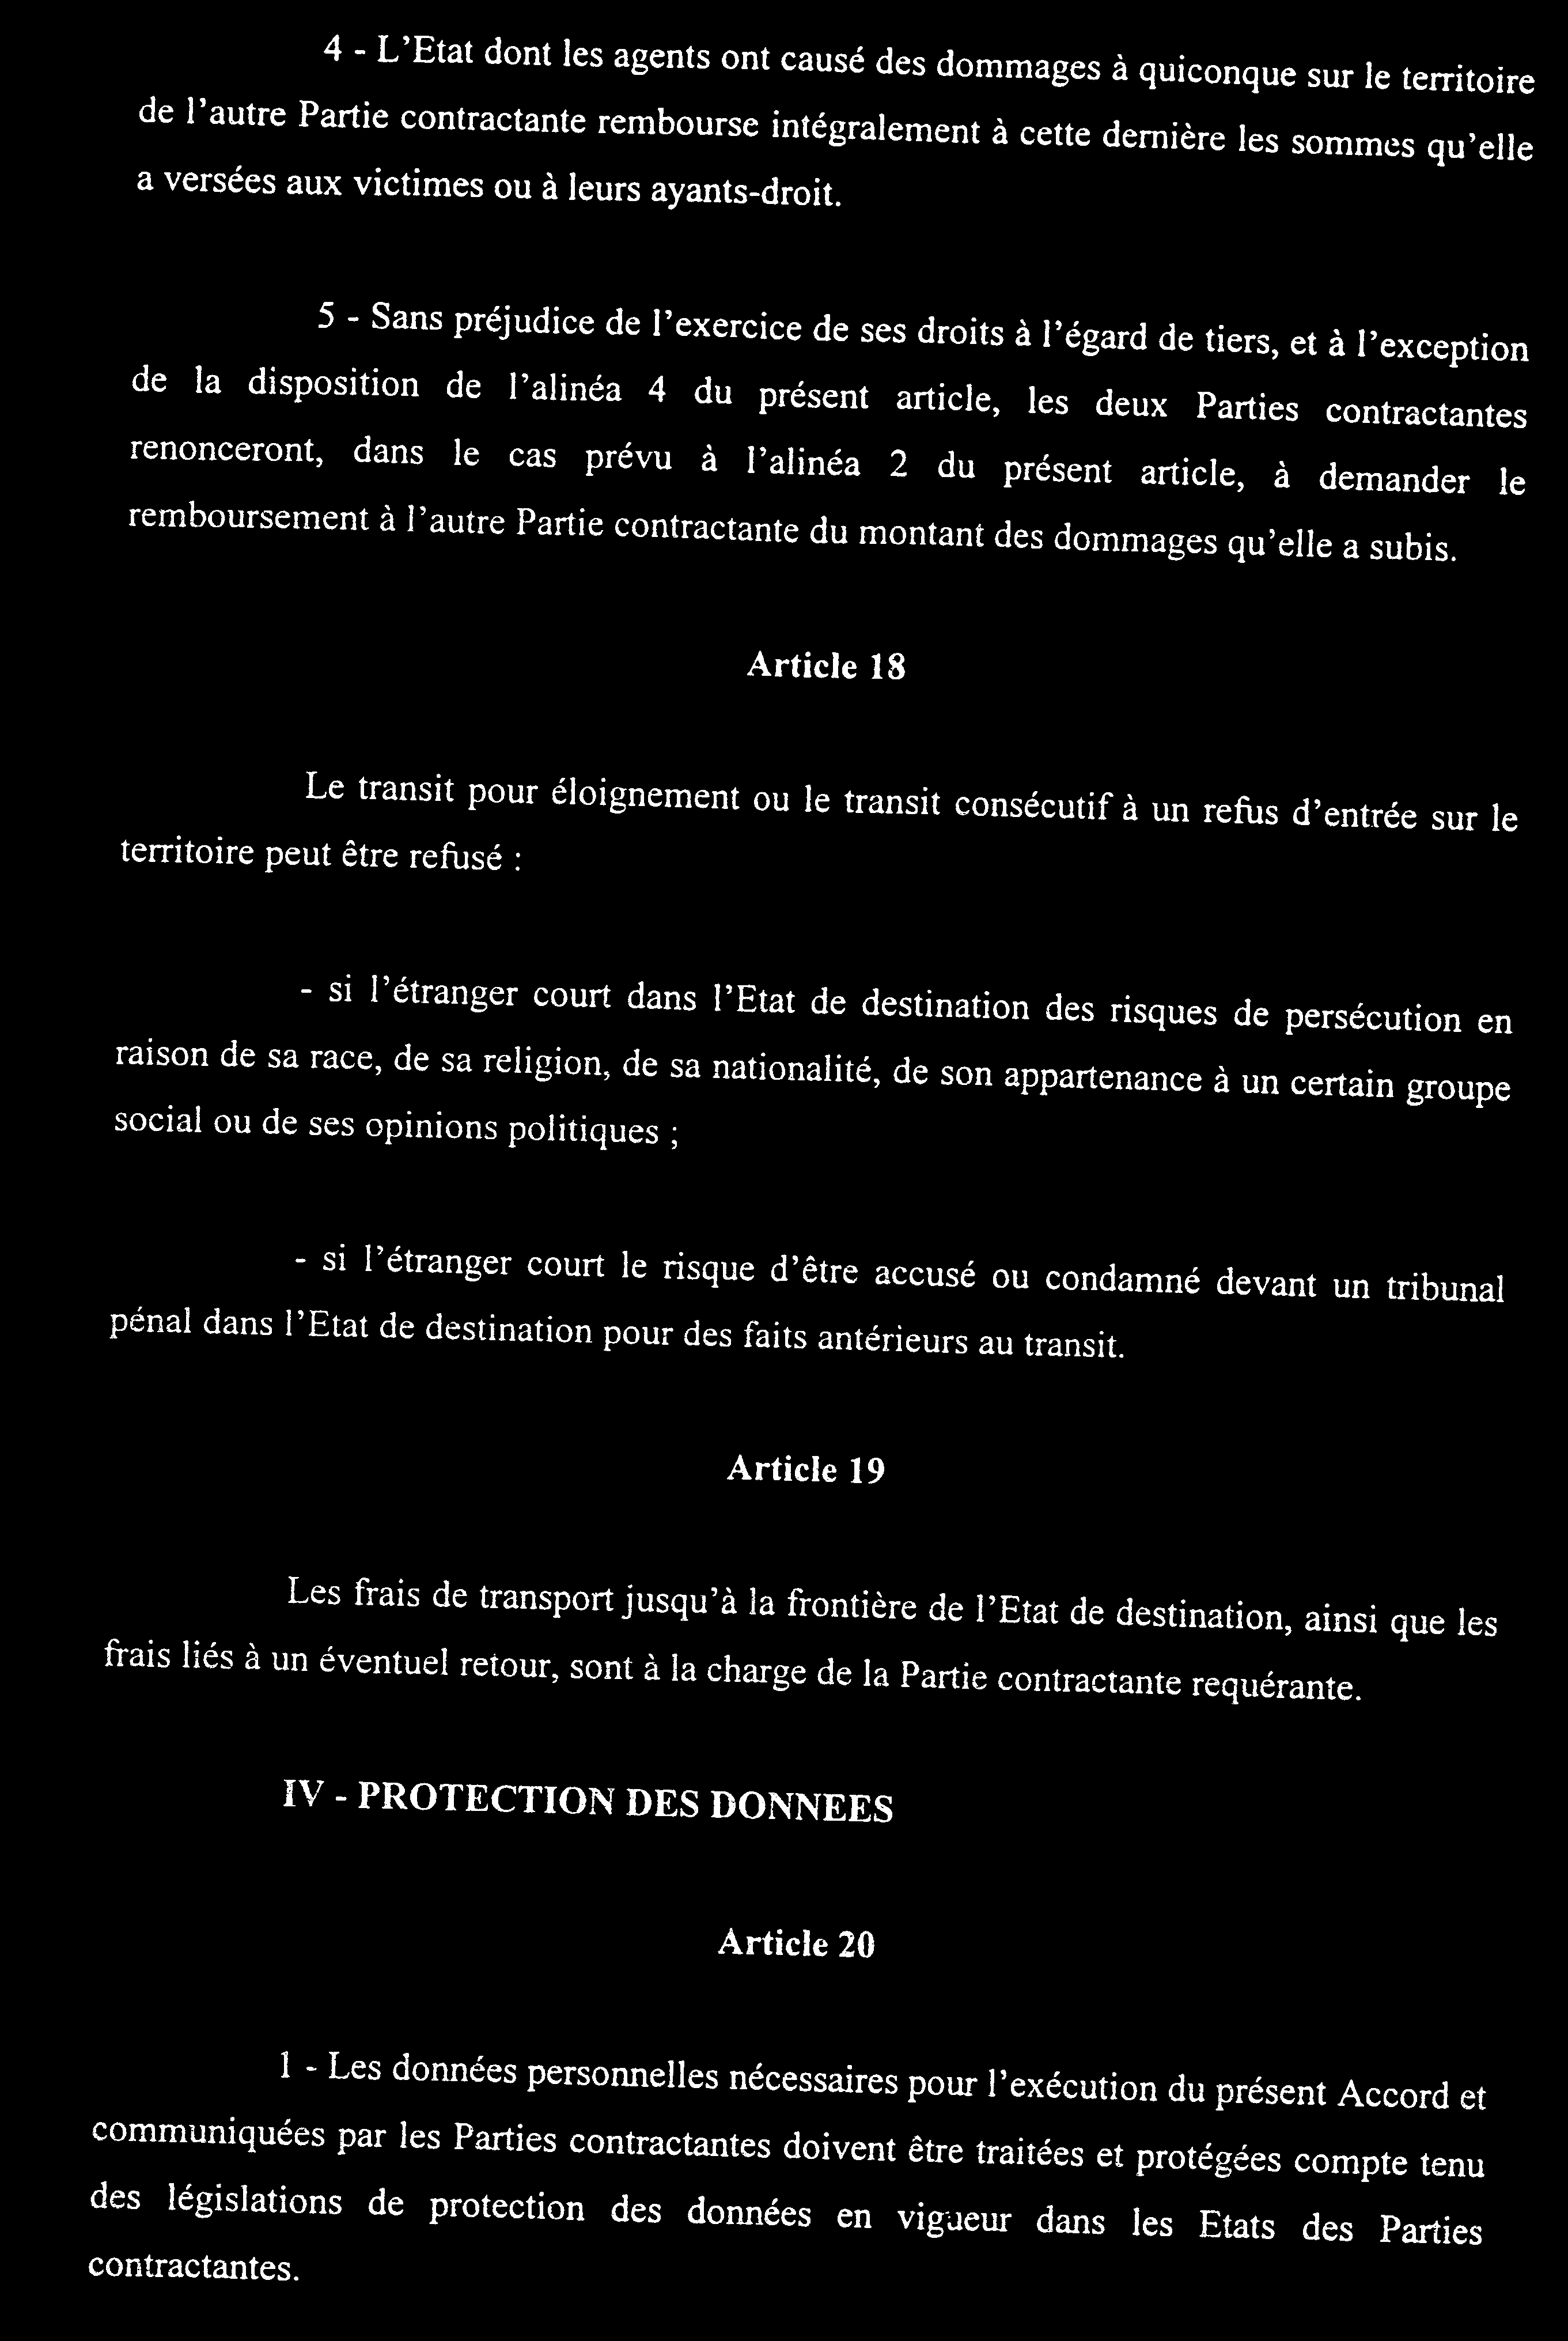 4 - L'Etat dont les agents ont causé des dommages à quiconque sur le territoire
de l'autre Partie contractante rembourse intégralement à cette dernière les sommes qu'elle
a versées aux victimes ou à leurs ayants-droit.
5 - Sans préjudice de l'exercice de ses droits à l'égard de tiers, et à l'exception
de la disposition de l'alinéa 4 du présent article, les deux Parties contractantes
renonceront, dans le cas prévu à l'alinéa 2 du présent article, à demander le
remboursement à l'autre Partie contractante du montant des dommages qu'elle a subis.
Article 18
Le transit pour éloignement ou le transit consécutif à un refus d'entrée sur le
territoire peut être refusé :
- si l'étranger court dans l'Etat de destination des risques de persécution en
raison de sa race, de sa religion, de sa nationalité, de son appartenance à un certain groupe
social ou de ses opinions politiques ;
- si l'étranger court le risque d'être accusé ou condamné devant un tribunal
pénal dans l'Etat de destination pour des faits antérieurs au transit.
Article 19
Les frais de transport jusqu'à la frontière de l'Etat de destination, ainsi que les
frais liés à un éventuel retour, sont à la charge de la Partie contractante requérante.
IV - PROTECTION DES DONNEES
Article 20
1 - Les données personnelles nécessaires pour l'exécution du présent Accord et
communiquées par les Parties contractantes doivent être traitées et protégées compte tenu
des législations de protection des données en vigueur dans les Etats des Parties
contractantes.